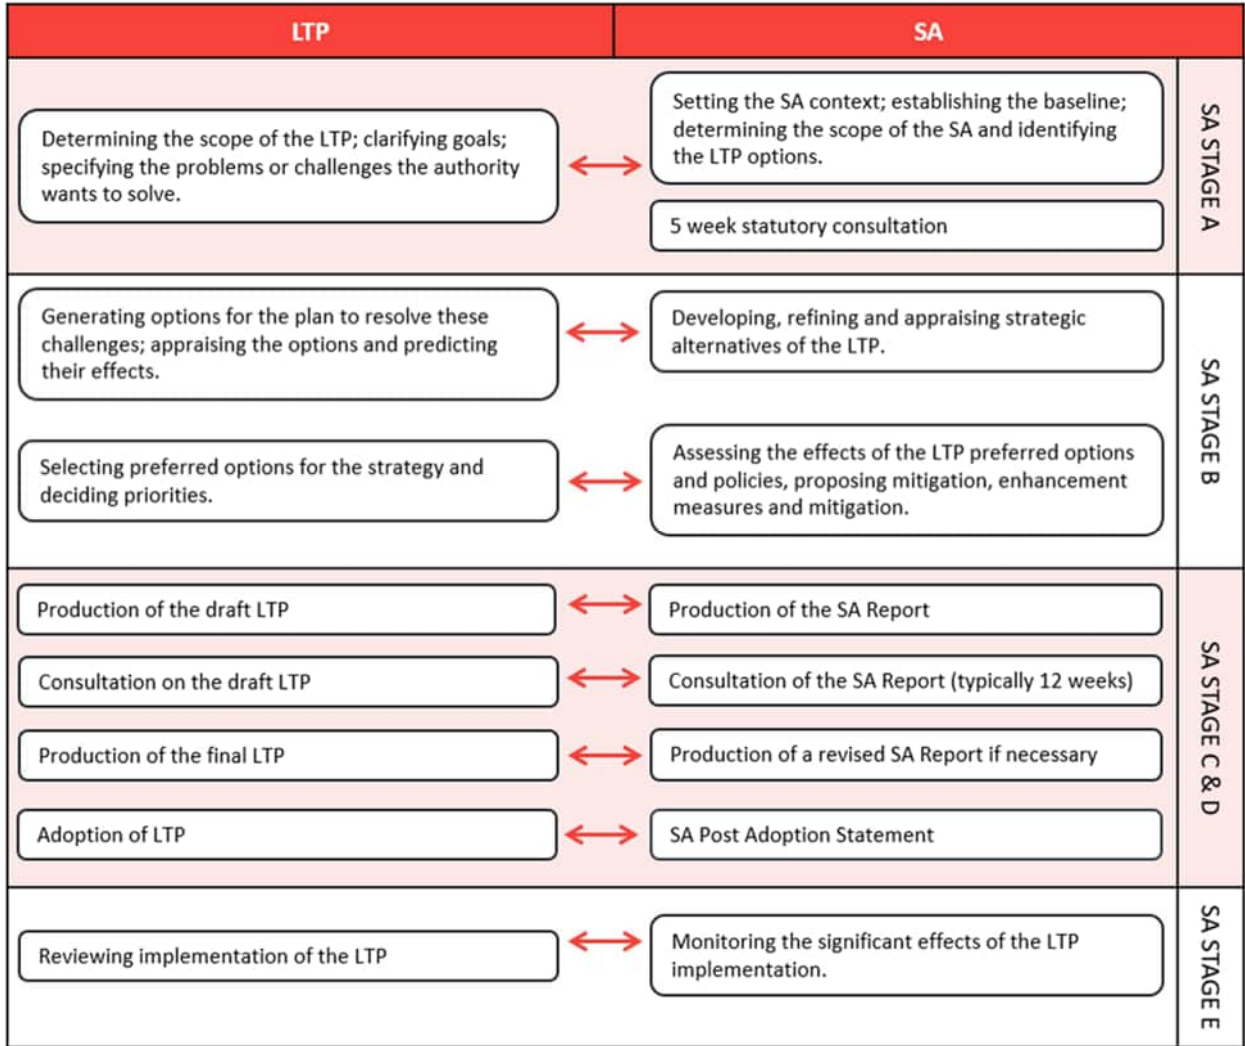 LTP
SA
Determining the scope of the LTP; clarifying goals;
specifying the problems or challenges the authority
wants to solve.
Setting the SA context; establishing the baseline;
determining the scope of the SA and identifying
the LTP options.
5 week statutory consultation
SA STAGE A
Generating options for the plan to resolve these
challenges; appraising the options and predicting
their effects.
Developing, refining and appraising strategic
alternatives of the LTP.
Selecting preferred options for the strategy and
deciding priorities.
Assessing the effects of the LTP preferred options
and policies, proposing mitigation, enhancement
measures and mitigation.
SA STAGE B
Production of the draft LTP
Production of the SA Report
Consultation on the draft LTP
Consultation of the SA Report (typically 12 weeks)
Production of the final LTP
Production of a revised SA Report if necessary
Adoption of LTP
SA Post Adoption Statement
SA STAGE C & D
Reviewing implementation of the LTP
Monitoring the significant effects of the LTP
implementation.
SA STAGE E